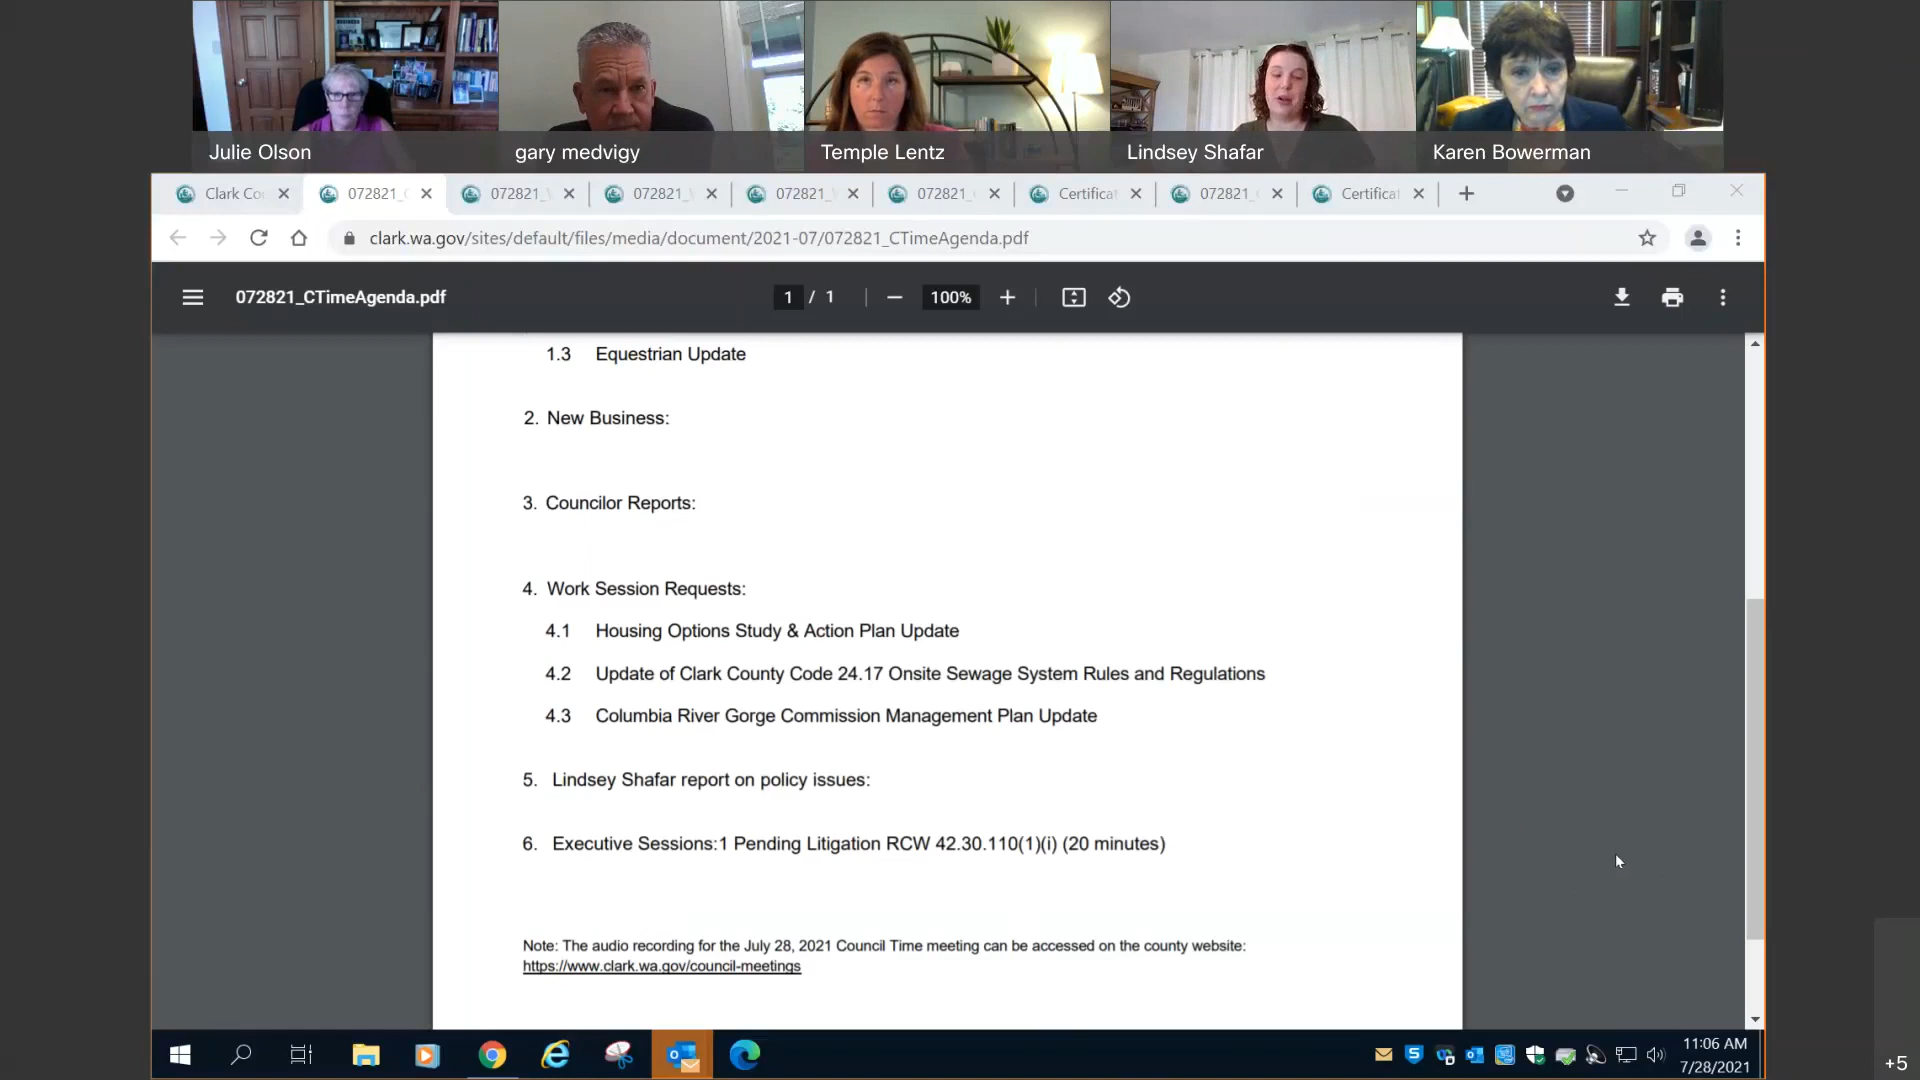 Julie Olson
gary medvigy
Temple Lentz
Lindsey Shafar
Karen Bowerman
Clark Co
072821_C
072821_
072821_
072821_
072821_
Certificat
072821_
Certificat
clark.wa.gov/sites/default/files/media/document/2021-07/072821_CTimeAgenda.pdf
072821_CTimeAgenda.pdf
1 / 1
100%
1.3 Equestrian Update
2. New Business:
3. Councilor Reports:
4. Work Session Requests:
4.1 Housing Options Study & Action Plan Update
4.2 Update of Clark County Code 24.17 Onsite Sewage System Rules and Regulations
4.3 Columbia River Gorge Commission Management Plan Update
5. Lindsey Shafar report on policy issues:
6. Executive Sessions:1 Pending Litigation RCW 42.30.110(1)(i) (20 minutes)
Note: The audio recording for the July 28, 2021 Council Time meeting can be accessed on the county website:
https://www.clark.wa.gov/council-meetings
11:06 AM
7/28/2021
+5